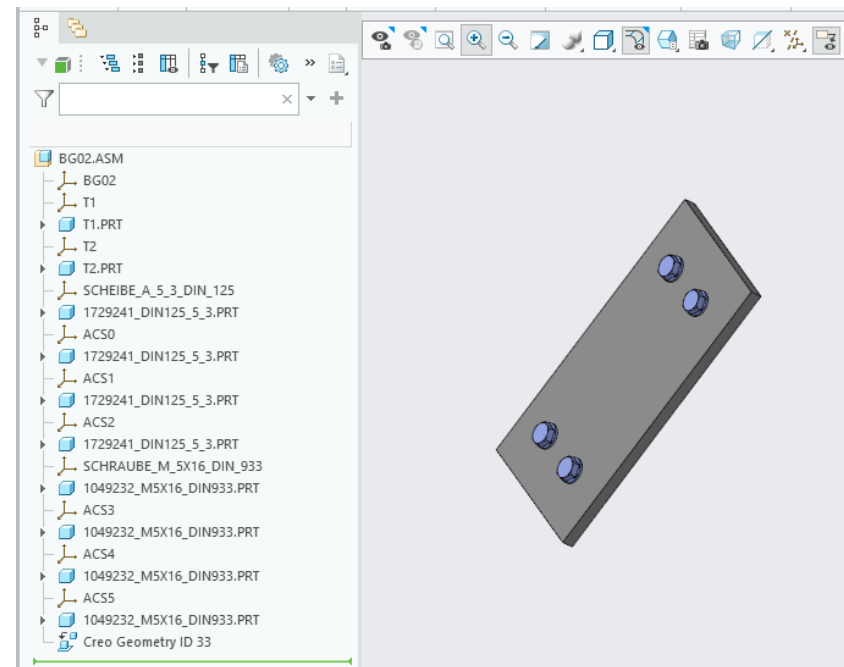 BG02.ASM
BG02
T1
T1.PRT
T2
T2.PRT
SCHEIBE_A_5_3_DIN_125
1729241_DIN125_5_3.PRT
ACS0
1729241_DIN125_5_3.PRT
ACS1
1729241_DIN125_5_3.PRT
ACS2
1729241_DIN125_5_3.PRT
SCHRAUBE_M_5X16_DIN_933
1049232_M5X16_DIN933.PRT
ACS3
1049232_M5X16_DIN933.PRT
ACS4
1049232_M5X16_DIN933.PRT
ACS5
1049232_M5X16_DIN933.PRT
Creo Geometry ID 33